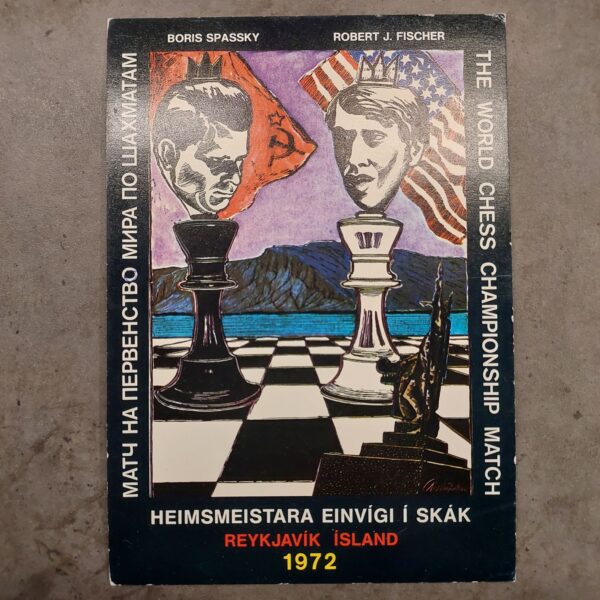 BORIS SPASSKY
ROBERT J. FISCHER
МАТЧ НА ПЕРВЕНСТВО МИРА ПО ШАХМАТАМ
THE WORLD CHESS CHAMPIONSHIP MATCH
HEIMSMEISTARA EINVÍGI Í SKÁK
REYKJAVÍK ÍSLAND
1972